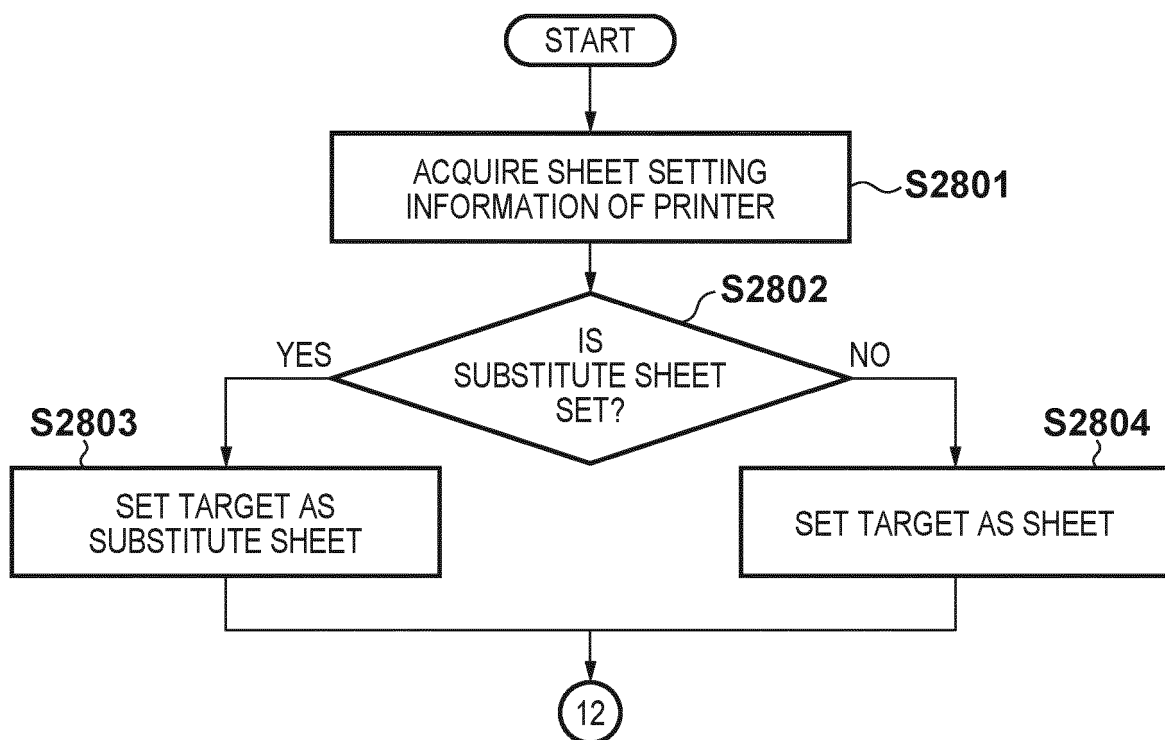 START
ACQUIRE SHEET SETTING
INFORMATION OF PRINTER
S2801
S2802
IS
SUBSTITUTE SHEET
SET?
YES
NO
S2803
SET TARGET AS
SUBSTITUTE SHEET
S2804
SET TARGET AS SHEET
12